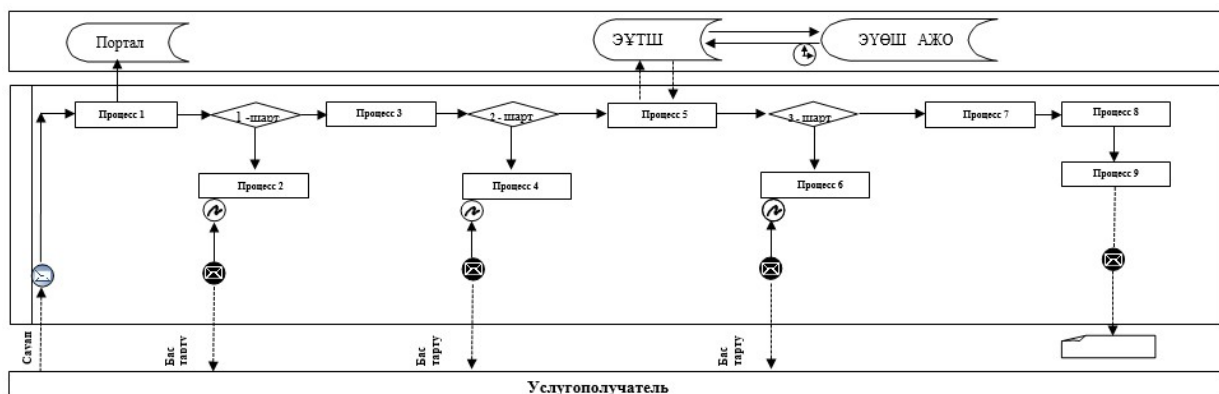 Портал
ЭҰТШ
ЭҮӨШ АЖО
Процесс 1
1 -шарт
Процесс 3
2 - шарт
Процесс 5
3 - шарт
Процесс 7
Процесс 8
Процесс 2
Процесс 4
Процесс 6
Процесс 9
Сауап
Бас
тарту
Бас
тарту
Бас
тарту
Услугополучатель